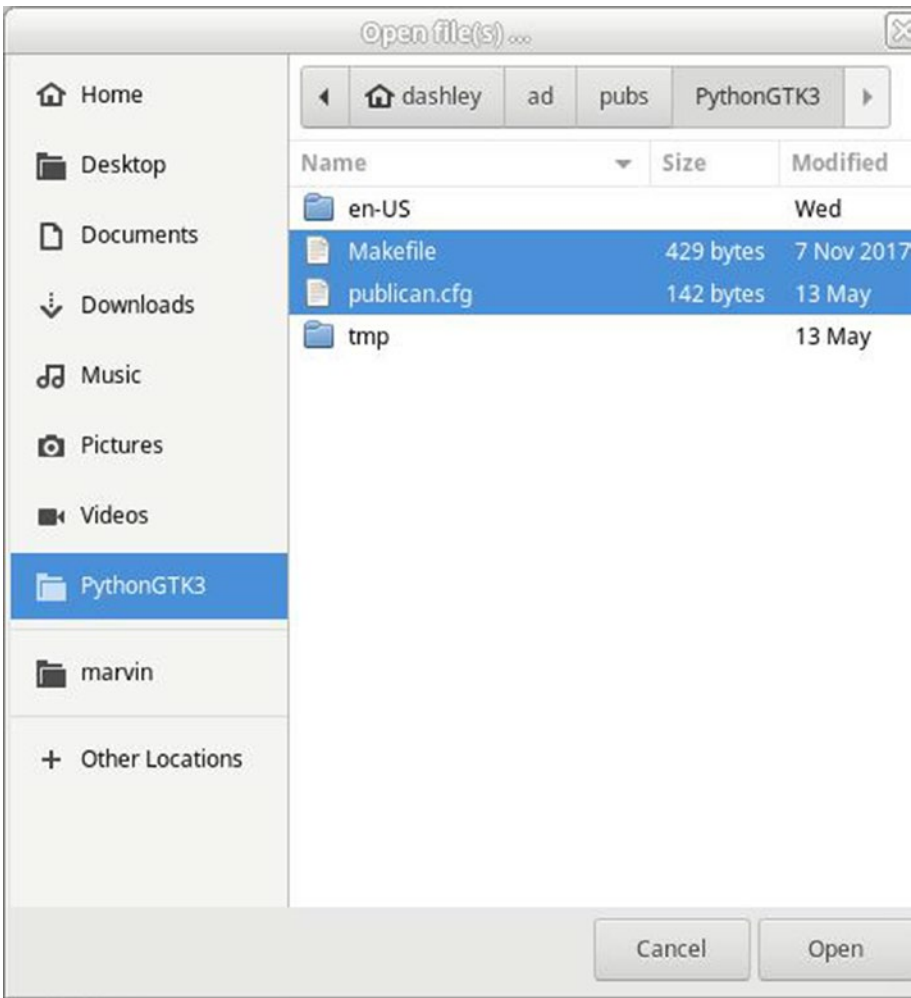 Open file(s) ...
Home
Desktop
Documents
Downloads
Music
Pictures
Videos
PythonGTK3
marvin
+ Other Locations
dashley ad pubs PythonGTK3
Name Size Modified
en-US Wed
Makefile 429 bytes 7 Nov 2017
publican.cfg 142 bytes 13 May
tmp 13 May
Cancel Open